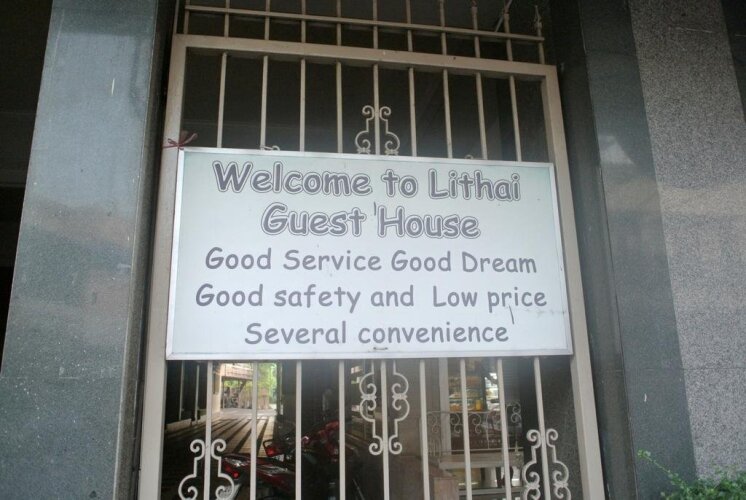 Welcome to Lithai
Guest House
Good Service Good Dream
Good safety and Low price
Several convenience